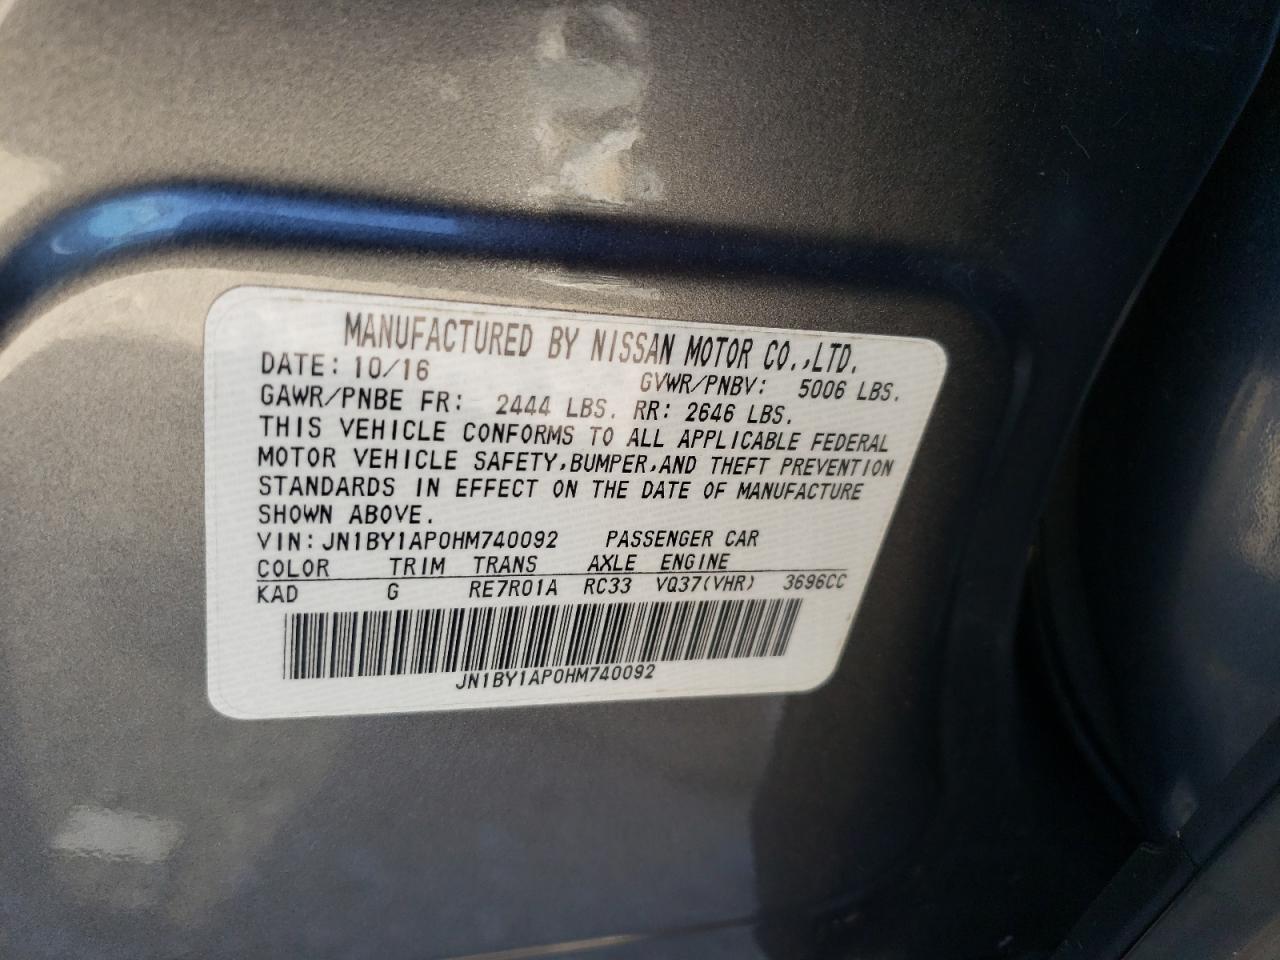 MANUFACTURED BY NISSAN MOTOR CO.,LTD.
DATE: 10/16 GVWR/PNBV: 5006 LBS.
GAWR/PNBE FR: 2444 LBS. RR: 2646 LBS.
THIS VEHICLE CONFORMS TO ALL APPLICABLE FEDERAL
MOTOR VEHICLE SAFETY,BUMPER,AND THEFT PREVENTION
STANDARDS IN EFFECT ON THE DATE OF MANUFACTURE
SHOWN ABOVE.
VIN: JN1BY1AP0HM740092 PASSENGER CAR
COLOR TRIM TRANS AXLE ENGINE
KAD G RE7R01A RC33 VQ37(VHR) 3696CC
JN1BY1AP0HM740092